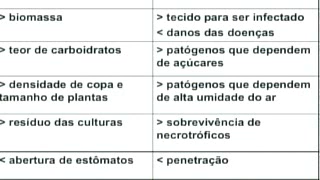 > biomassa
> tecido para ser infectado
< danos das doenças
> teor de carboidratos
> patógenos que dependem
de açúcares
> densidade de copa e
tamanho de plantas
> patógenos que dependem
de alta umidade do ar
> resíduo das culturas
> sobrevivência de
necrotróficos
< abertura de estômatos
< penetração